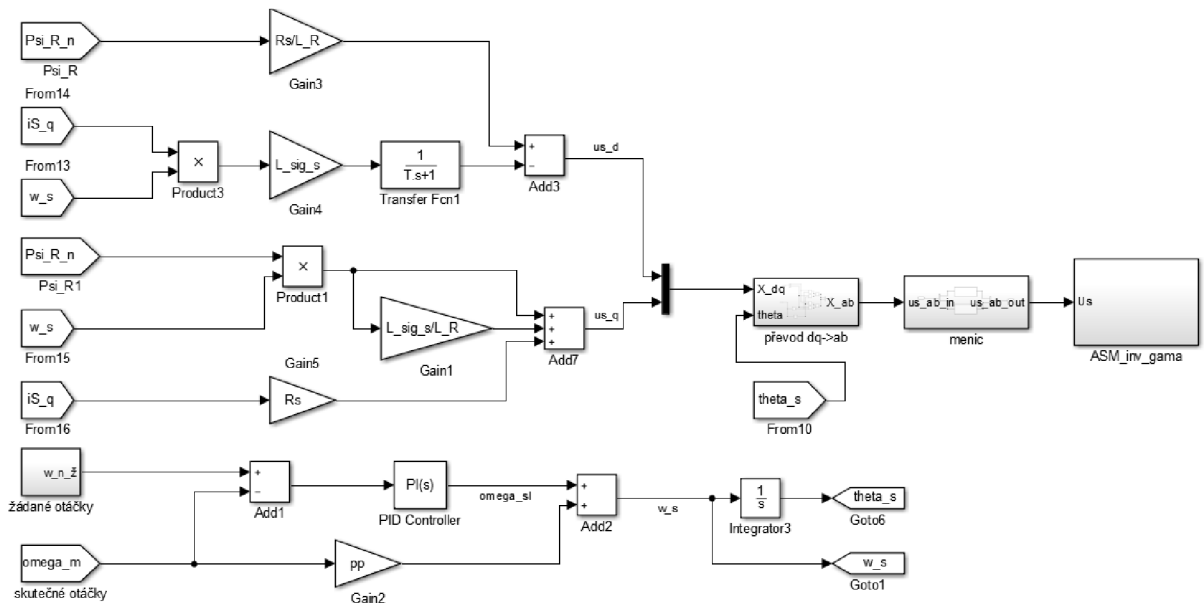 Psi_R_n
Psi_R
Rs/L_R
Gain3
From14
iS_q
From13
w_s
×
Product3
L_sig_s
Gain4
1
T.s+1
Transfer Fcn1
+
−
Add3
us_d
Psi_R_n
Psi_R1
×
Product1
w_s
From15
L_sig_s/L_R
Gain1
+
+
+
Add7
us_q
Gain5
iS_q
From16
Rs
X_dq
theta
X_ab
převod dq->ab
us_ab_in
us_ab_out
menic
Us
ASM_inv_gama
theta_s
From10
w_n_ž
žádané otáčky
+
−
Add1
PI(s)
PID Controller
omega_sl
+
+
Add2
w_s
1
s
Integrator3
theta_s
Goto6
omega_m
skutečné otáčky
pp
Gain2
w_s
Goto1